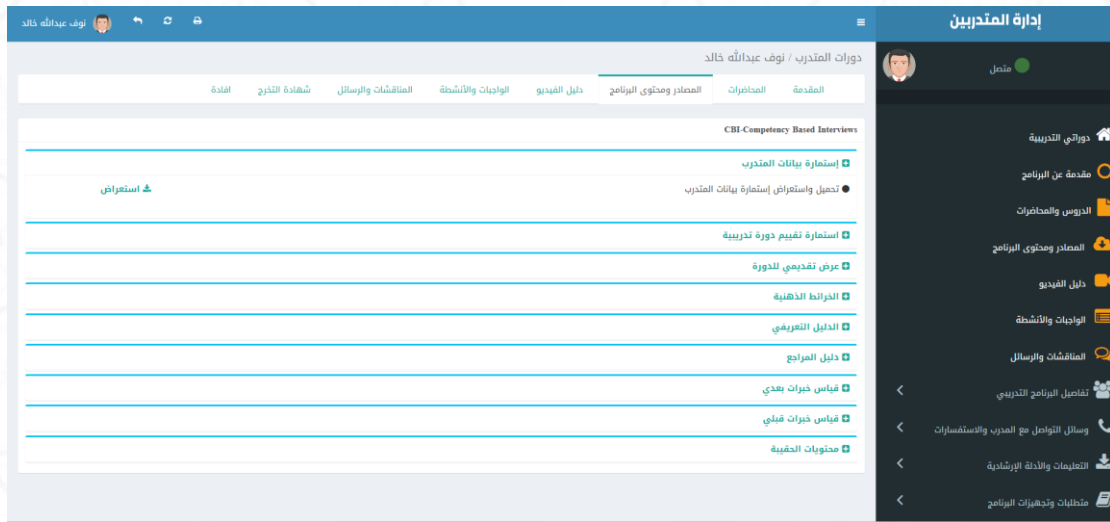 إدارة المتدربين
نوف عبدالله خالد
متصل
دوراتي التدريبية
مقدمة عن البرنامج
الدروس والمحاضرات
المصادر ومحتوى البرنامج
دليل الفيديو
الواجبات والأنشطة
المناقشات والرسائل
تفاصيل البرنامج التدريبي
وسائل التواصل مع المدرب والاستفسارات
التعليمات والأدلة الإرشادية
متطلبات وتجهيزات البرنامج
دورات المتدرب / نوف عبدالله خالد
المقدمة المحاضرات المصادر ومحتوى البرنامج دليل الفيديو الواجبات والأنشطة المناقشات والرسائل شهادة التخرج افادة
CBI-Competency Based Interviews
إستمارة بيانات المتدرب
تحميل واستعراض إستمارة بيانات المتدرب استعراض
استمارة تقييم دورة تدريبية
عرض تقديمي للدورة
الخرائط الذهنية
الدليل التعريفي
دليل المراجع
قياس خبرات بعدي
قياس خبرات قبلي
محتويات الحقيبة